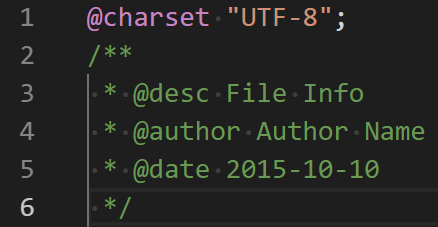 1 @charset "UTF-8";
2 /**
3  * @desc File Info
4  * @author Author Name
5  * @date 2015-10-10
6  */